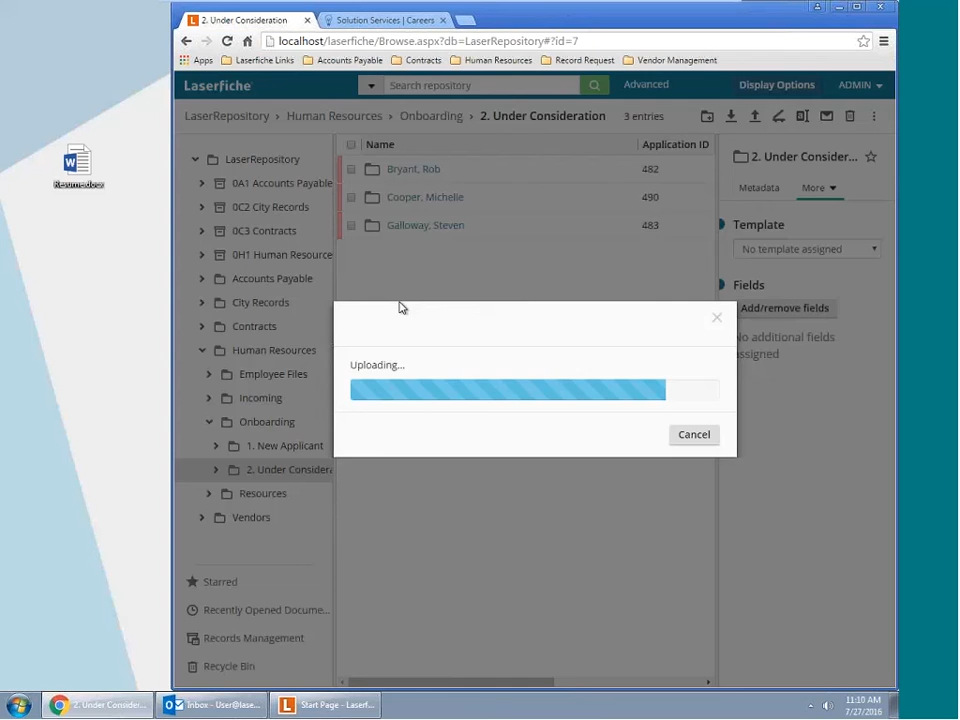 2. Under Consideration
Solution Services | Careers
localhost/laserfiche/Browse.aspx?db=LaserRepository#?id=7
Apps
Laserfiche Links
Accounts Payable
Contracts
Human Resources
Record Request
Vendor Management
Laserfiche
Search repository
Advanced
Display Options
ADMIN
LaserRepository > Human Resources > Onboarding > 2. Under Consideration
3 entries
Resume.docx
LaserRepository
0A1 Accounts Payable
0C2 City Records
0C3 Contracts
0H1 Human Resource
Accounts Payable
City Records
Contracts
Human Resources
Employee Files
Incoming
Onboarding
1. New Applicant
2. Under Considera
Resources
Vendors
Starred
Recently Opened Docume...
Records Management
Recycle Bin
Name
Application ID
Bryant, Rob
482
Cooper, Michelle
490
Galloway, Steven
483
Uploading...
Cancel
2. Under Consider...
Metadata
More
Template
No template assigned
Fields
Add/remove fields
No additional fields
assigned
2. Under Consider...
Inbox - User@lase...
Start Page - Laserf...
11:10 AM
7/27/2016